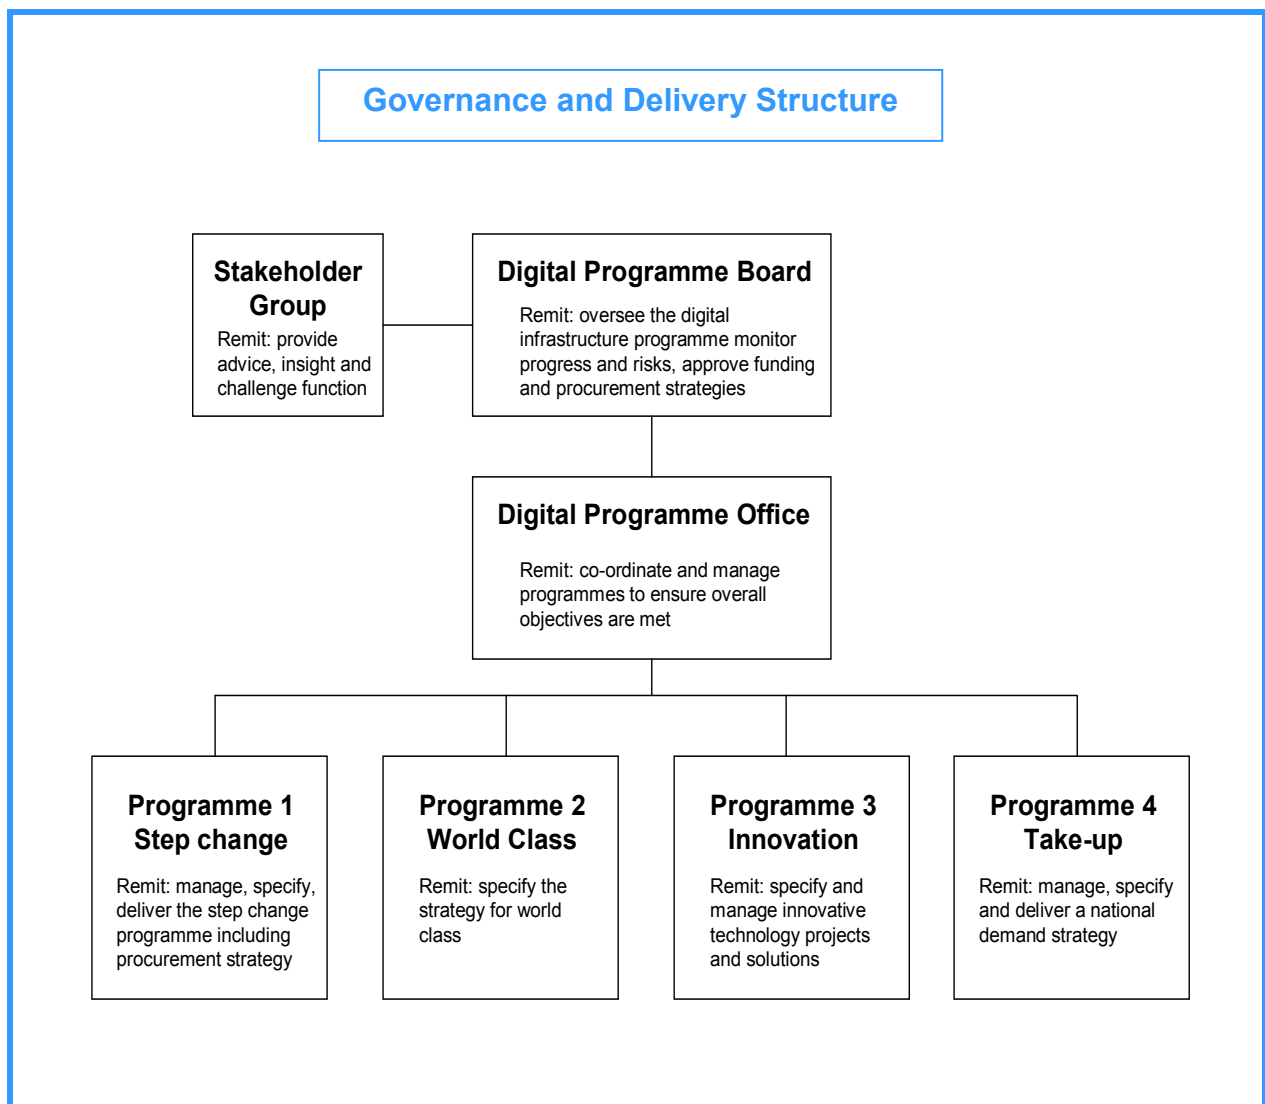 Governance and Delivery Structure
Stakeholder
Group
Remit: provide
advice, insight and
challenge function
Digital Programme Board
Remit: oversee the digital
infrastructure programme monitor
progress and risks, approve funding
and procurement strategies
Digital Programme Office
Remit: co-ordinate and manage
programmes to ensure overall
objectives are met
Programme 1
Step change
Remit: manage, specify,
deliver the step change
programme including
procurement strategy
Programme 2
World Class
Remit: specify the
strategy for world
class
Programme 3
Innovation
Remit: specify and
manage innovative
technology projects
and solutions
Programme 4
Take-up
Remit: manage, specify
and deliver a national
demand strategy